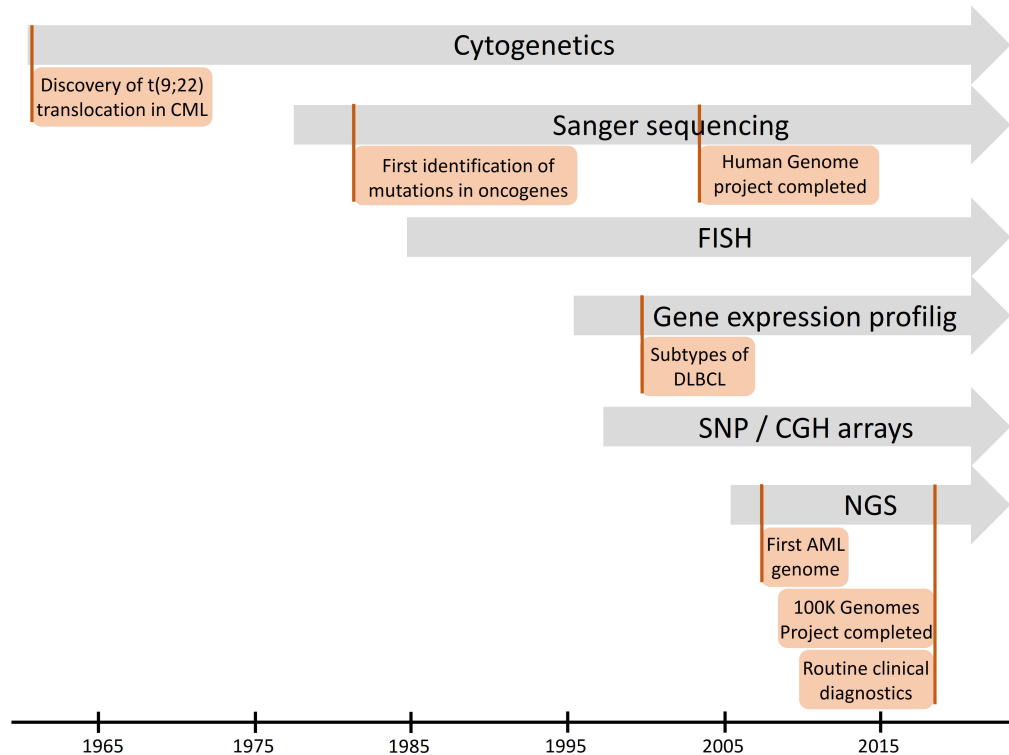 Cytogenetics
Discovery of t(9;22)
translocation in CML
Sanger sequencing
First identification of
mutations in oncogenes
Human Genome
project completed
FISH
Gene expression profilig
Subtypes of
DLBCL
SNP / CGH arrays
NGS
First AML
genome
100K Genomes
Project completed
Routine clinical
diagnostics
1965 1975 1985 1995 2005 2015